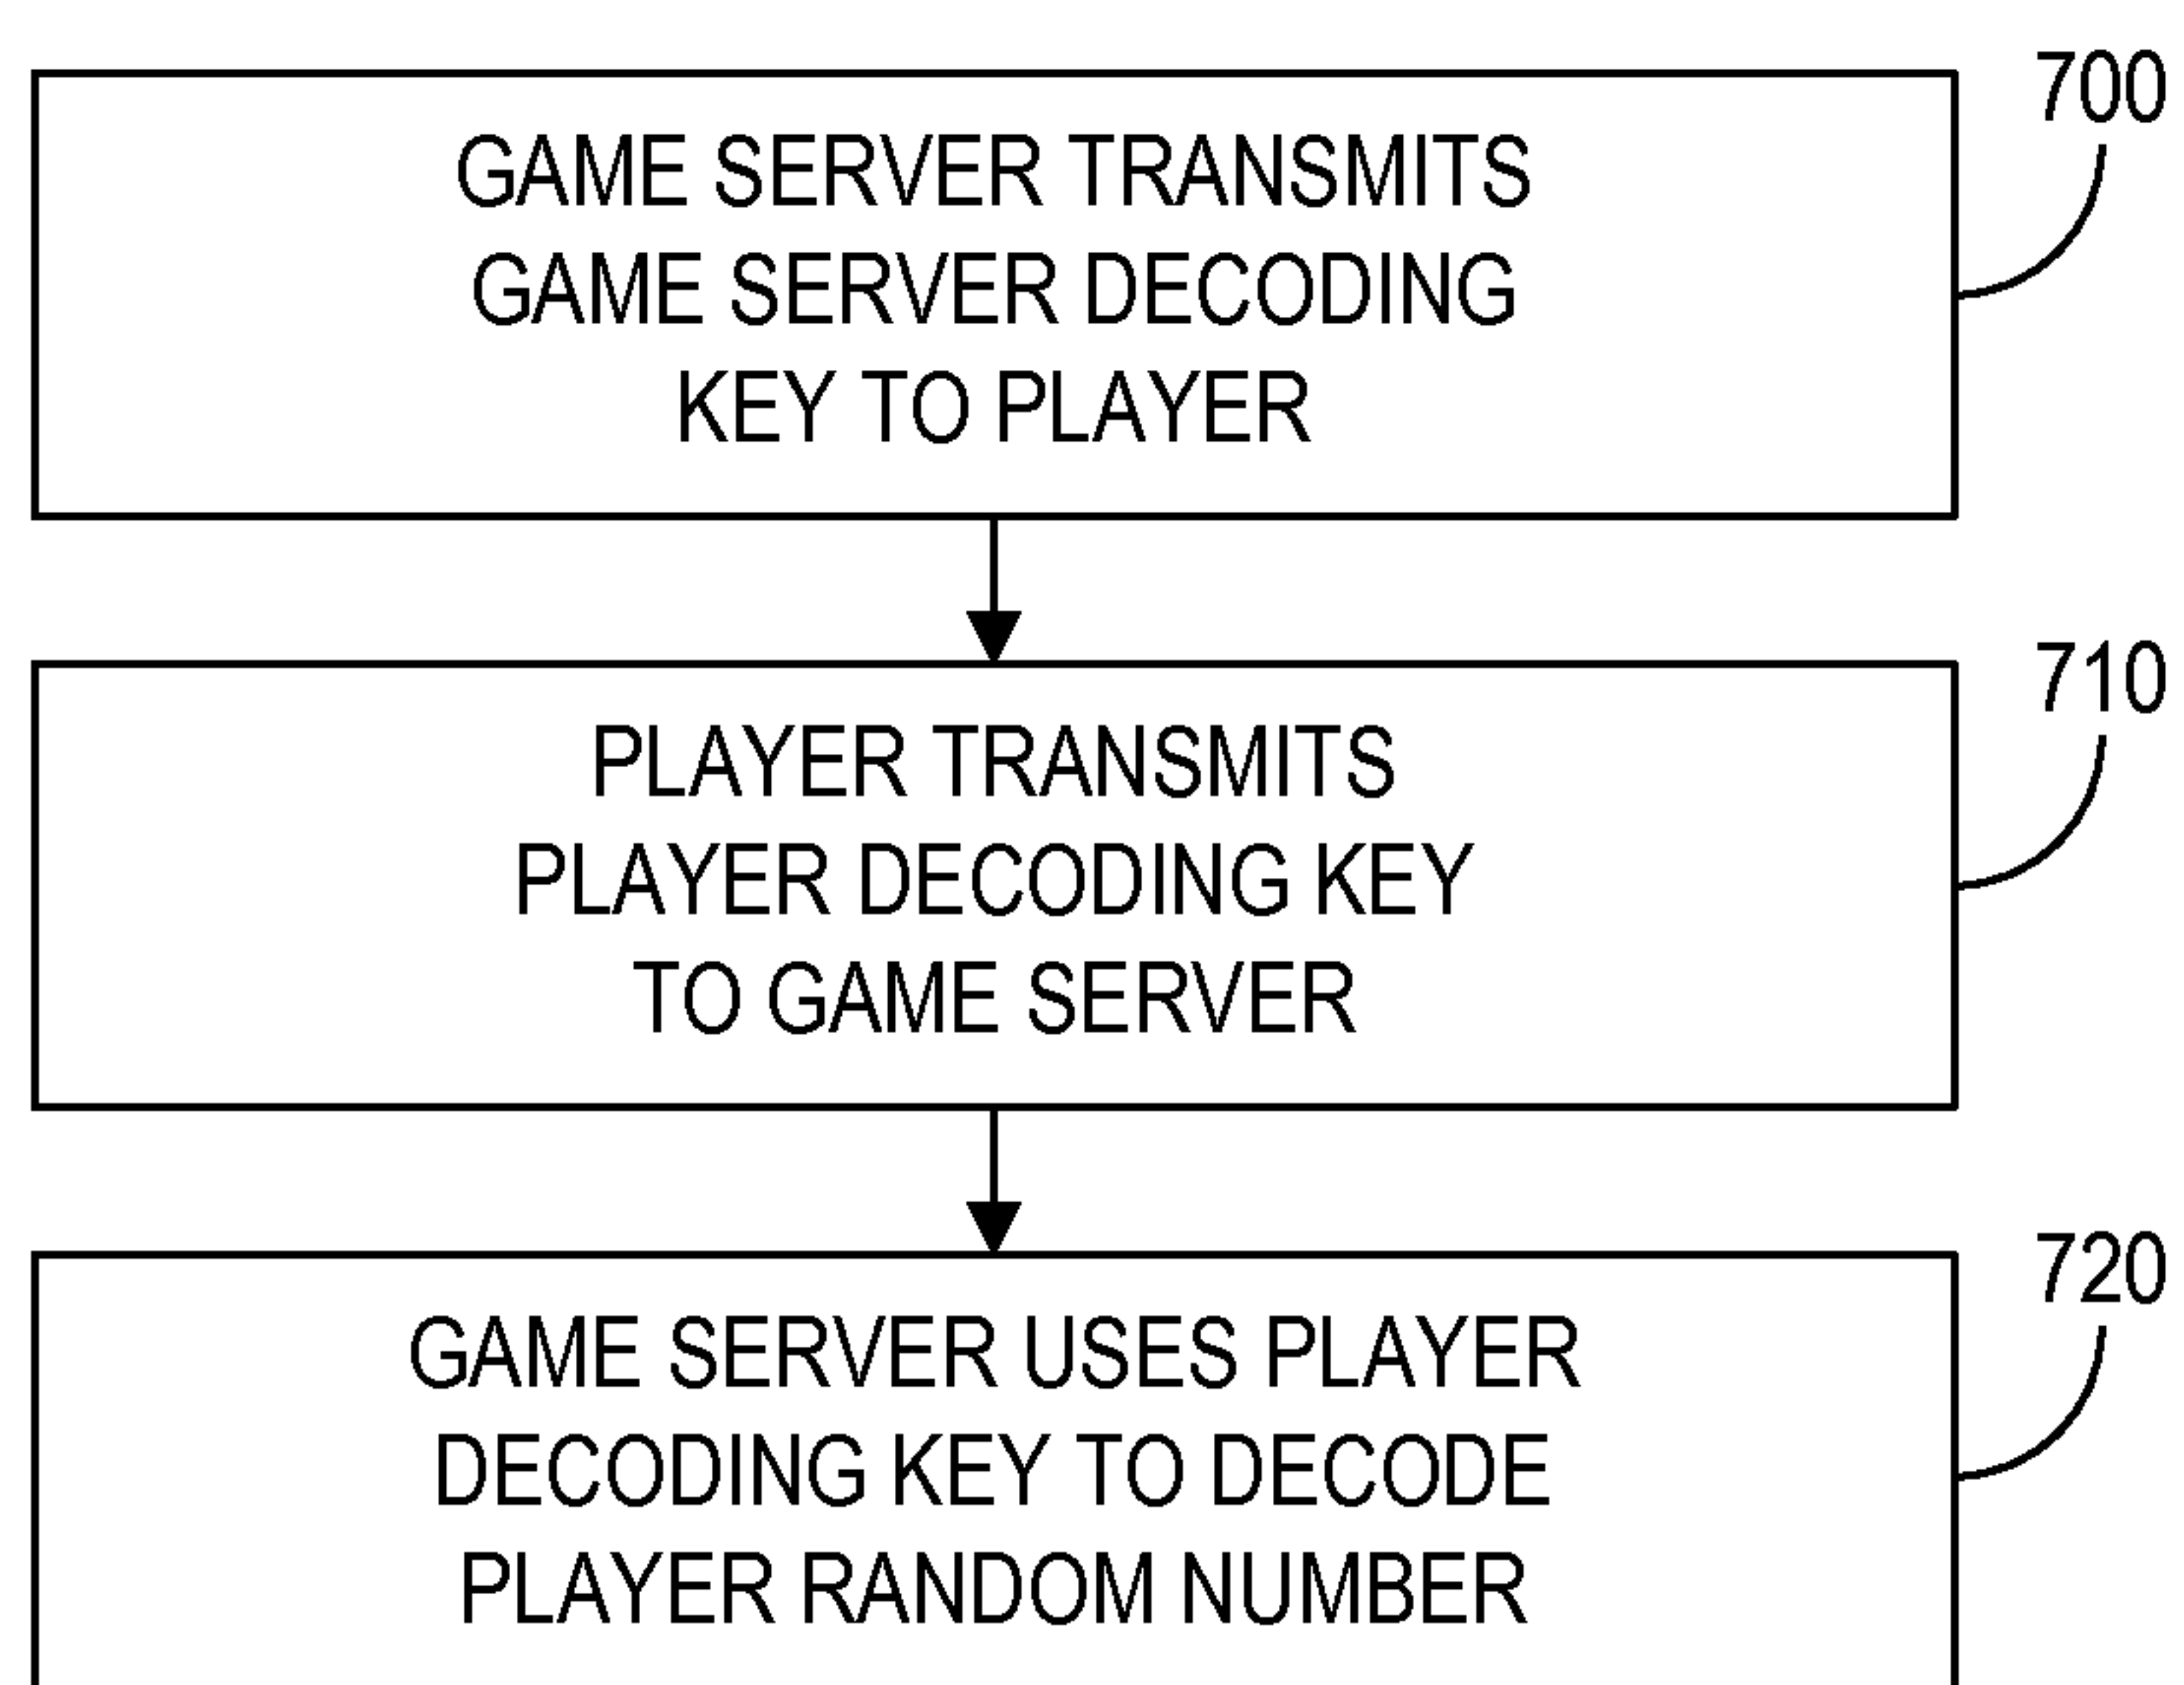 700
GAME SERVER TRANSMITS
GAME SERVER DECODING
KEY TO PLAYER
710
PLAYER TRANSMITS
PLAYER DECODING KEY
TO GAME SERVER
720
GAME SERVER USES PLAYER
DECODING KEY TO DECODE
PLAYER RANDOM NUMBER